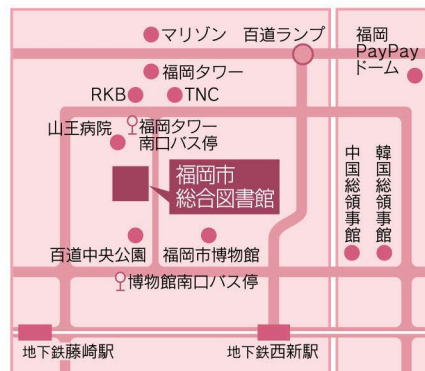 マリゾン
百道ランプ
福岡
PayPay
ドーム
福岡タワー
RKB
TNC
山王病院
福岡タワー
南口バス停
福岡市
総合図書館
中国総領事館
韓国総領事館
百道中央公園
福岡市博物館
博物館南口バス停
地下鉄藤崎駅
地下鉄西新駅